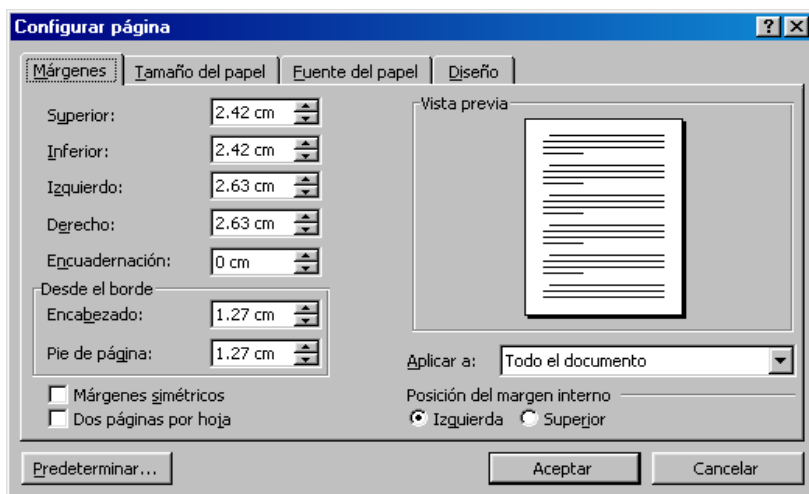 Configurar página
Márgenes Tamaño del papel Fuente del papel Diseño
Superior: 2.42 cm
Inferior: 2.42 cm
Izquierdo: 2.63 cm
Derecho: 2.63 cm
Encuadernación: 0 cm
Desde el borde
Encabezado: 1.27 cm
Pie de página: 1.27 cm
Márgenes simétricos
Dos páginas por hoja
Vista previa
Aplicar a: Todo el documento
Posición del margen interno
Izquierda Superior
Predeterminar... Aceptar Cancelar